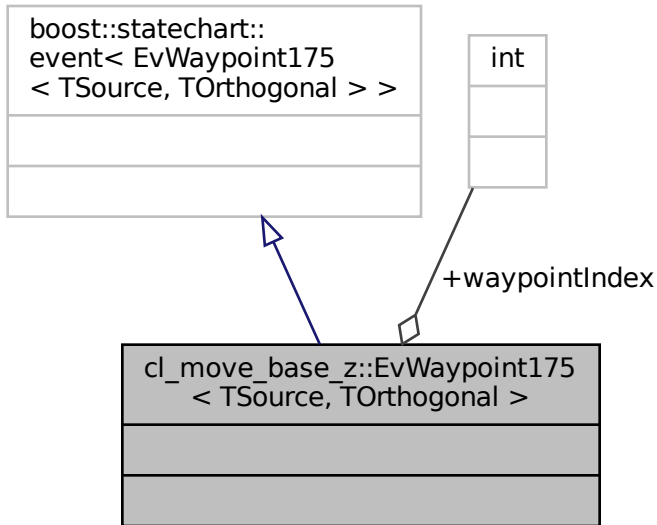 boost::statechart::
event< EvWaypoint175
< TSource, TOrthogonal > >
int
+waypointIndex
cl_move_base_z::EvWaypoint175
< TSource, TOrthogonal >